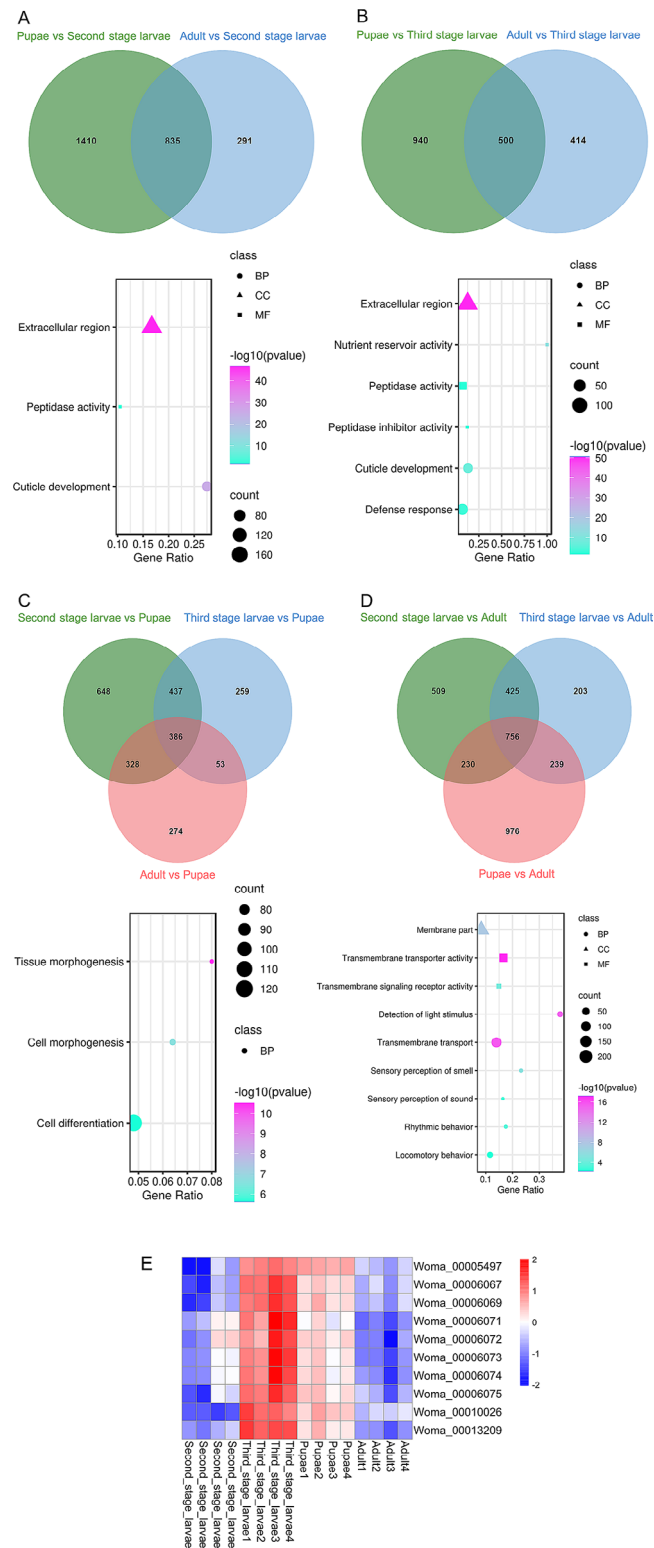 A
B
Pupae vs Second stage larvae
Adult vs Second stage larvae
Pupae vs Third stage larvae
Adult vs Third stage larvae
1410
835
291
940
500
414
Extracellular region
Peptidase activity
Cuticle development
0.10 0.15 0.20 0.25
Gene Ratio
class
BP
CC
MF
-log10(pvalue)
40
30
20
10
count
80
120
160
Extracellular region
Nutrient reservoir activity
Peptidase activity
Peptidase inhibitor activity
Cuticle development
Defense response
0.25 0.50 0.75 1.00
Gene Ratio
class
BP
CC
MF
count
50
100
-log10(pvalue)
50
40
30
20
10
C
D
Second stage larvae vs Pupae
Third stage larvae vs Pupae
Second stage larvae vs Adult
Third stage larvae vs Adult
648
437
259
386
328
53
274
Adult vs Pupae
509
425
203
756
230
239
976
Pupae vs Adult
Tissue morphogenesis
Cell morphogenesis
Cell differentiation
0.05 0.06 0.07 0.08
Gene Ratio
count
80
90
100
110
120
class
BP
-log10(pvalue)
10
9
8
7
6
Membrane part
Transmembrane transporter activity
Transmembrane signaling receptor activity
Detection of light stimulus
Transmembrane transport
Sensory perception of smell
Sensory perception of sound
Rhythmic behavior
Locomotory behavior
0.1 0.2 0.3
Gene Ratio
class
BP
CC
MF
count
50
100
150
200
-log10(pvalue)
16
12
8
4
E
Woma_00005497
Woma_00006067
Woma_00006069
Woma_00006071
Woma_00006072
Woma_00006073
Woma_00006074
Woma_00006075
Woma_00010026
Woma_00013209
2
1
0
-1
-2
Second_stage_larvae
Second_stage_larvae
Second_stage_larvae
Second_stage_larvae
Third_stage_larvae1
Third_stage_larvae2
Third_stage_larvae3
Third_stage_larvae4
Pupae1
Pupae2
Pupae3
Pupae4
Adult1
Adult2
Adult3
Adult4